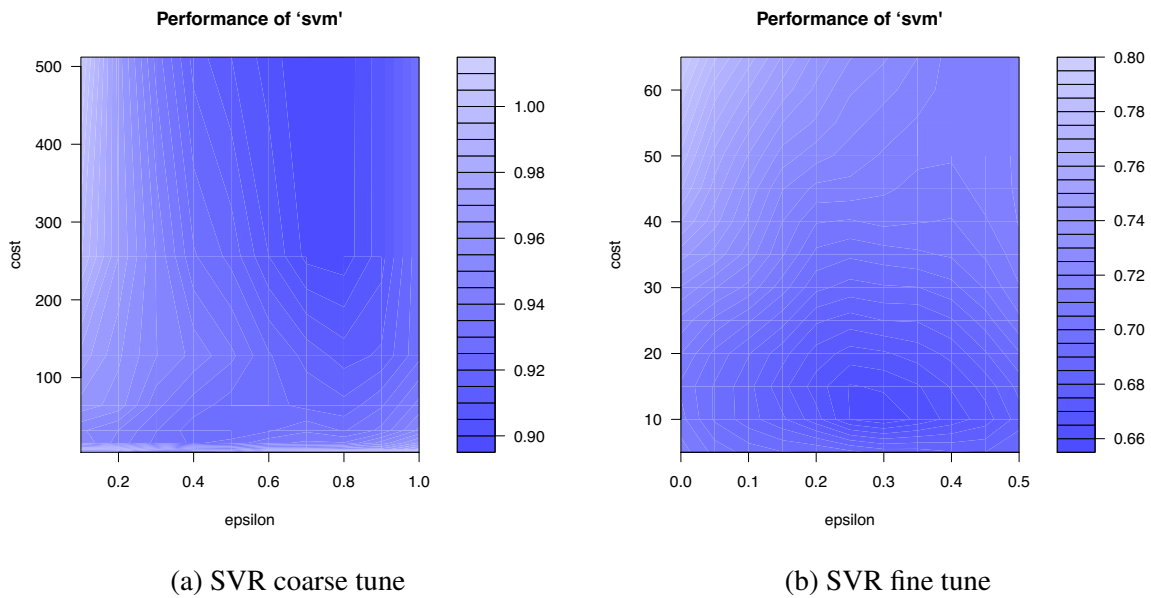 Performance of ‘svm'
500
400
300
200
100
cost
0.2 0.4 0.6 0.8 1.0
epsilon
1.00
0.98
0.96
0.94
0.92
0.90
(a) SVR coarse tune
Performance of ‘svm'
60
50
40
30
20
10
cost
0.0 0.1 0.2 0.3 0.4 0.5
epsilon
0.80
0.78
0.76
0.74
0.72
0.70
0.68
0.66
(b) SVR fine tune